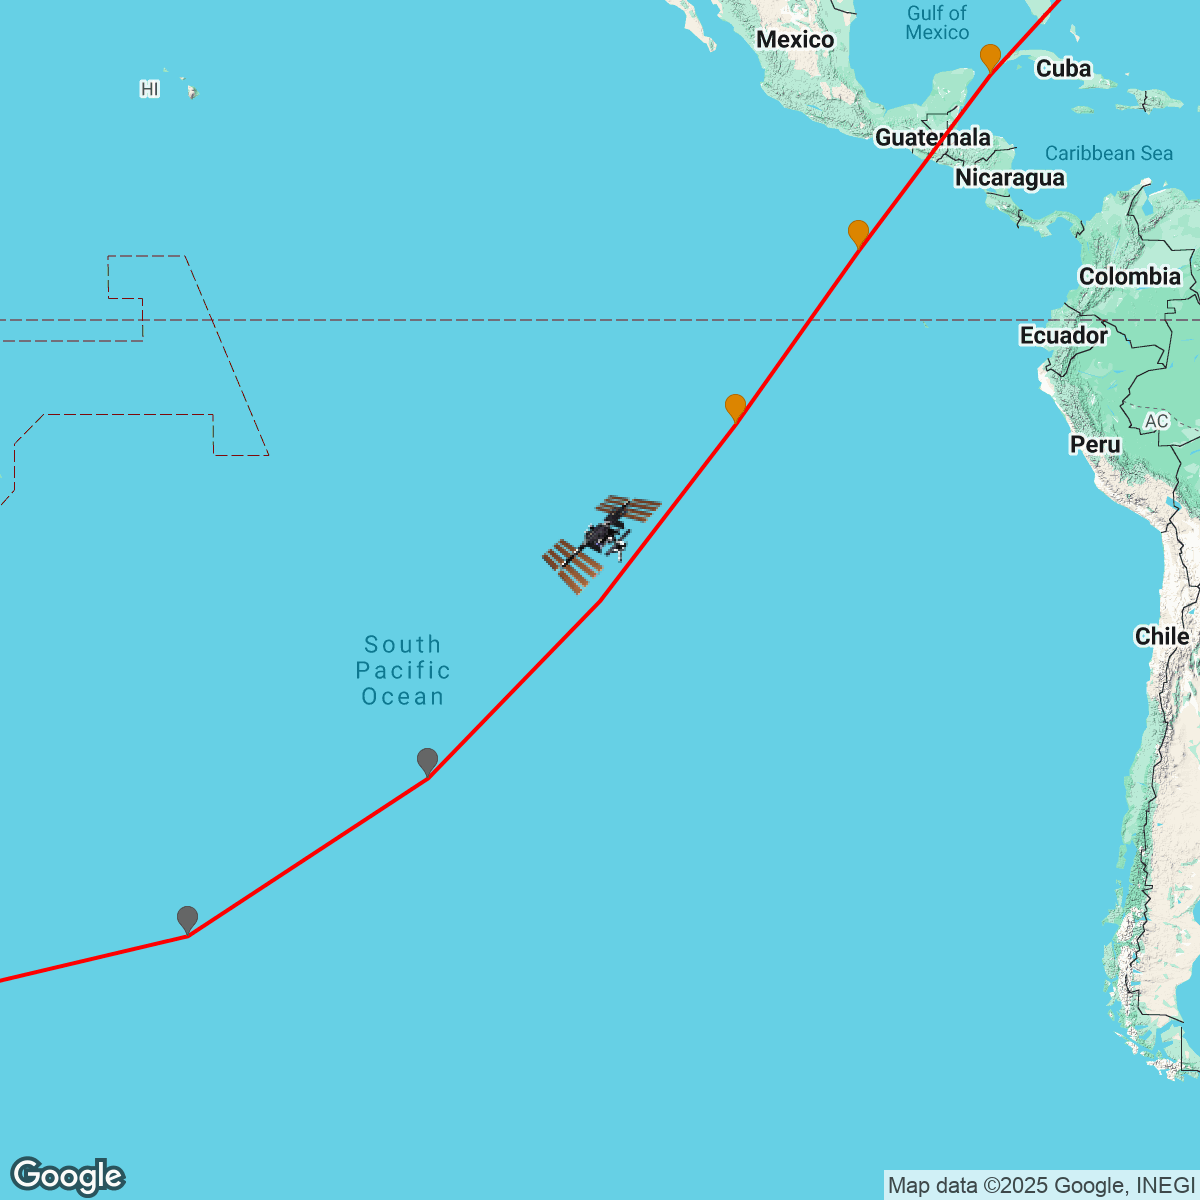 Gulf of
Mexico
Mexico
Cuba
HI
Guatemala
Caribbean Sea
Nicaragua
Colombia
Ecuador
AC
Peru
South
Pacific
Ocean
Chile
Google
Map data ©2025 Google, INEGI